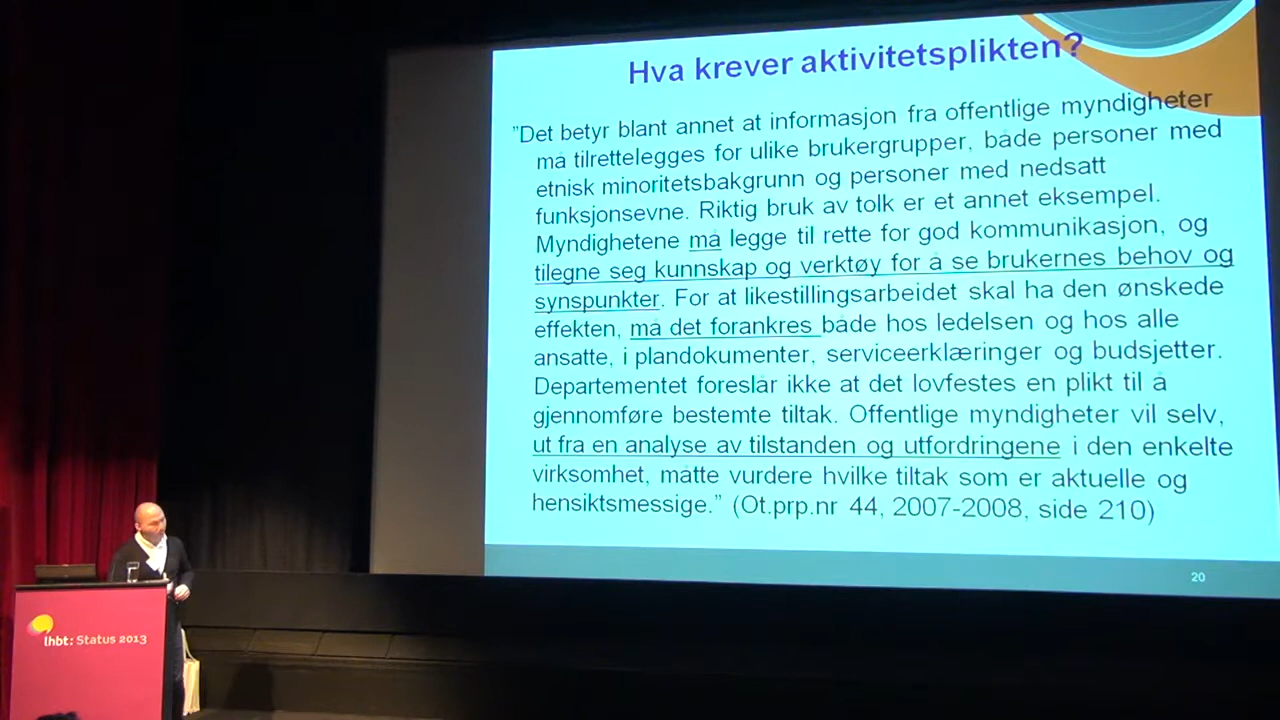 Hva krever aktivitetsplikten?
”Det betyr blant annet at informasjon fra offentlige myndigheter
må tilrettelegges for ulike brukergrupper, både personer med
etnisk minoritetsbakgrunn og personer med nedsatt
funksjonsevne. Riktig bruk av tolk er et annet eksempel.
Myndighetene må legge til rette for god kommunikasjon, og
tilegne seg kunnskap og verktøy for å se brukernes behov og
synspunkter. For at likestillingsarbeidet skal ha den ønskede
effekten, må det forankres både hos ledelsen og hos alle
ansatte, i plandokumenter, serviceerklæringer og budsjetter.
Departementet foreslår ikke at det lovfestes en plikt til å
gjennomføre bestemte tiltak. Offentlige myndigheter vil selv,
ut fra en analyse av tilstanden og utfordringene i den enkelte
virksomhet, måtte vurdere hvilke tiltak som er aktuelle og
hensiktsmessige.” (Ot.prp.nr 44, 2007-2008, side 210)
20
lhbt: Status 2013